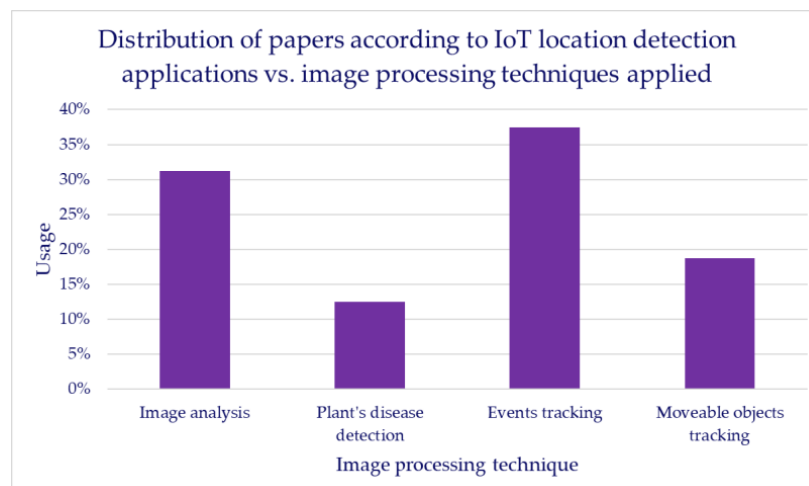 Distribution of papers according to IoT location detection
applications vs. image processing techniques applied
40%
35%
30%
25%
20%
15%
10%
5%
0%
Usage
Image analysis
Plant's disease
detection
Events tracking
Moveable objects
tracking
Image processing technique